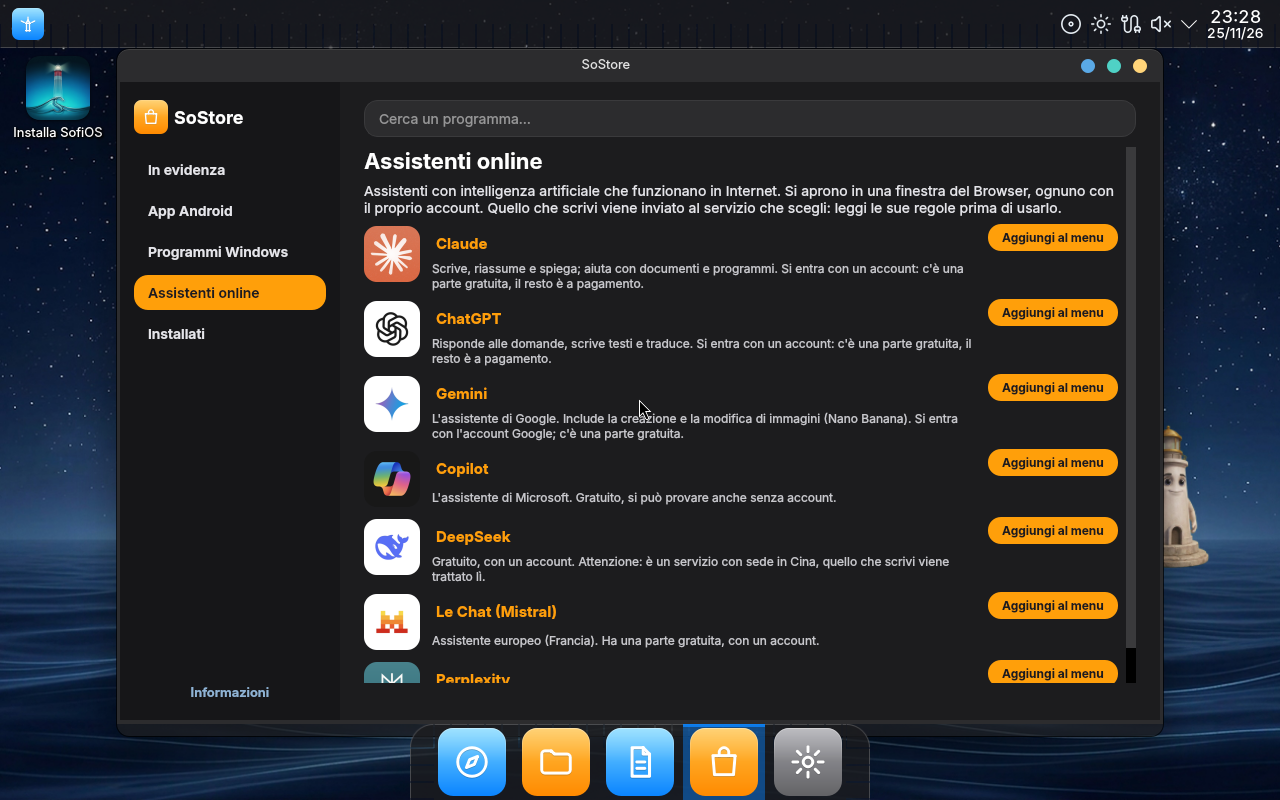 23:28
25/11/26
SoStore
Installa SofiOS
SoStore
In evidenza
App Android
Programmi Windows
Assistenti online
Installati
Informazioni
Cerca un programma...
Assistenti online
Assistenti con intelligenza artificiale che funzionano in Internet. Si aprono in una finestra del Browser, ognuno con
il proprio account. Quello che scrivi viene inviato al servizio che scegli: leggi le sue regole prima di usarlo.
Claude
Aggiungi al menu
Scrive, riassume e spiega; aiuta con documenti e programmi. Si entra con un account: c'è una
parte gratuita, il resto è a pagamento.
ChatGPT
Aggiungi al menu
Risponde alle domande, scrive testi e traduce. Si entra con un account: c'è una parte gratuita, il
resto è a pagamento.
Gemini
Aggiungi al menu
L'assistente di Google. Include la creazione e la modifica di immagini (Nano Banana). Si entra
con l'account Google; c'è una parte gratuita.
Copilot
Aggiungi al menu
L'assistente di Microsoft. Gratuito, si può provare anche senza account.
DeepSeek
Aggiungi al menu
Gratuito, con un account. Attenzione: è un servizio con sede in Cina, quello che scrivi viene
trattato lì.
Le Chat (Mistral)
Aggiungi al menu
Assistente europeo (Francia). Ha una parte gratuita, con un account.
Perplexity
Aggiungi al menu